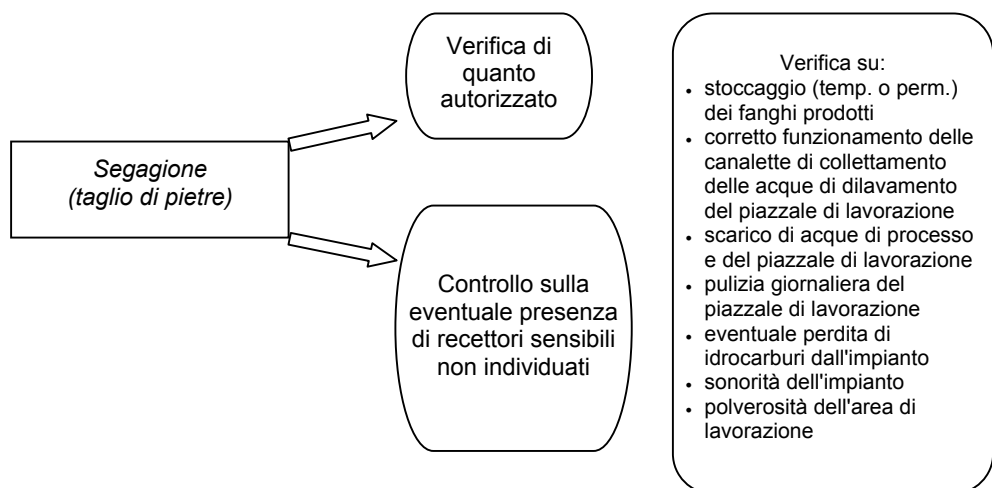 Segagione
(taglio di pietre)
Verifica di
quanto
autorizzato
Controllo sulla
eventuale presenza
di recettori sensibili
non individuati
Verifica su:
• stoccaggio (temp. o perm.)
dei fanghi prodotti
• corretto funzionamento delle
canalette di collettamento
delle acque di dilavamento
del piazzale di lavorazione
• scarico di acque di processo
e del piazzale di lavorazione
• pulizia giornaliera del
piazzale di lavorazione
• eventuale perdita di
idrocarburi dall'impianto
• sonorità dell'impianto
• polverosità dell'area di
lavorazione